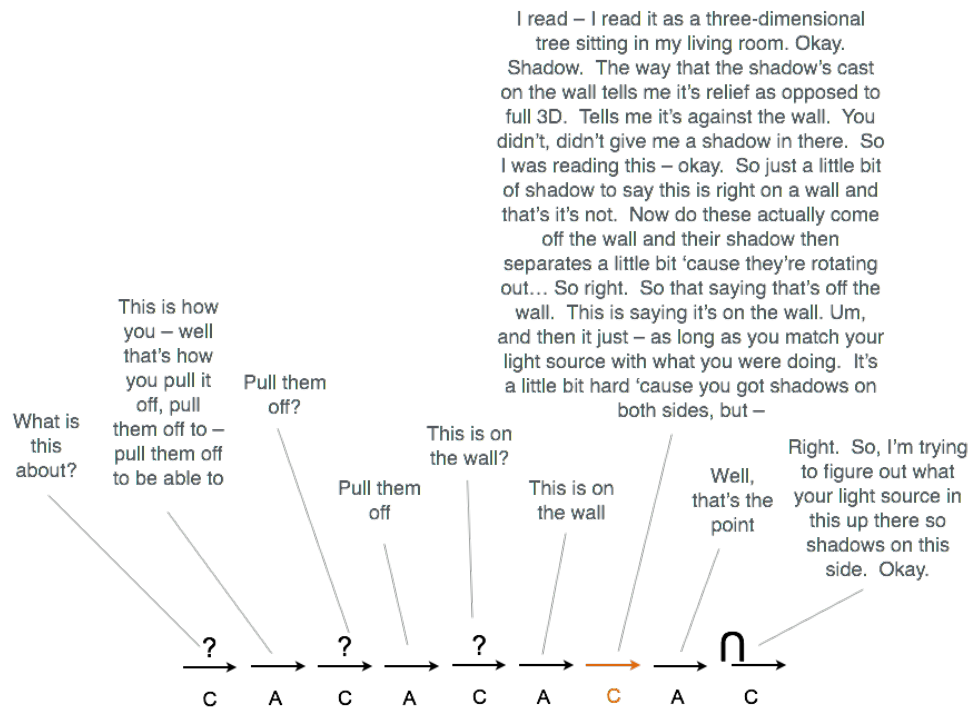 What is
this
about?
This is how
you – well
that's how
you pull it
off, pull
them off to –
pull them off
to be able to
Pull them
off?
Pull them
off
This is on
the wall?
This is on
the wall
I read – I read it as a three-dimensional
tree sitting in my living room. Okay.
Shadow.  The way that the shadow's cast
on the wall tells me it's relief as opposed to
full 3D.  Tells me it's against the wall.  You
didn't, didn't give me a shadow in there.  So
I was reading this – okay.  So just a little bit
of shadow to say this is right on a wall and
that's it's not.  Now do these actually come
off the wall and their shadow then
separates a little bit ‘cause they're rotating
out… So right.  So that saying that's off the
wall.  This is saying it's on the wall. Um,
and then it just – as long as you match your
light source with what you were doing.  It's
a little bit hard ‘cause you got shadows on
both sides, but –
Well,
that's the
point
Right.  So, I'm trying
to figure out what
your light source in
this up there so
shadows on this
side.  Okay.
? ? ? ∩
C A C A C A C A C